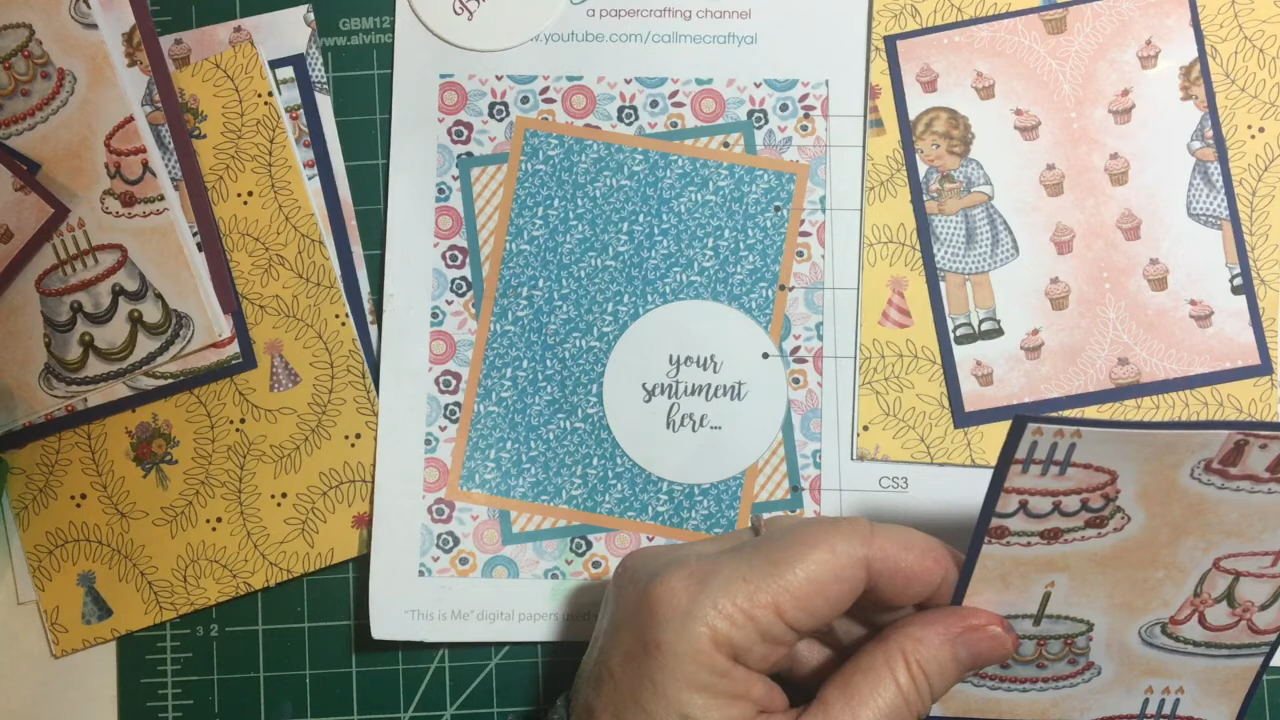 GBM12
www.alvinc
a papercrafting channel
www.youtube.com/callmecraftyal
your
sentiment
here...
CS3
"This is Me" digital papers used
32